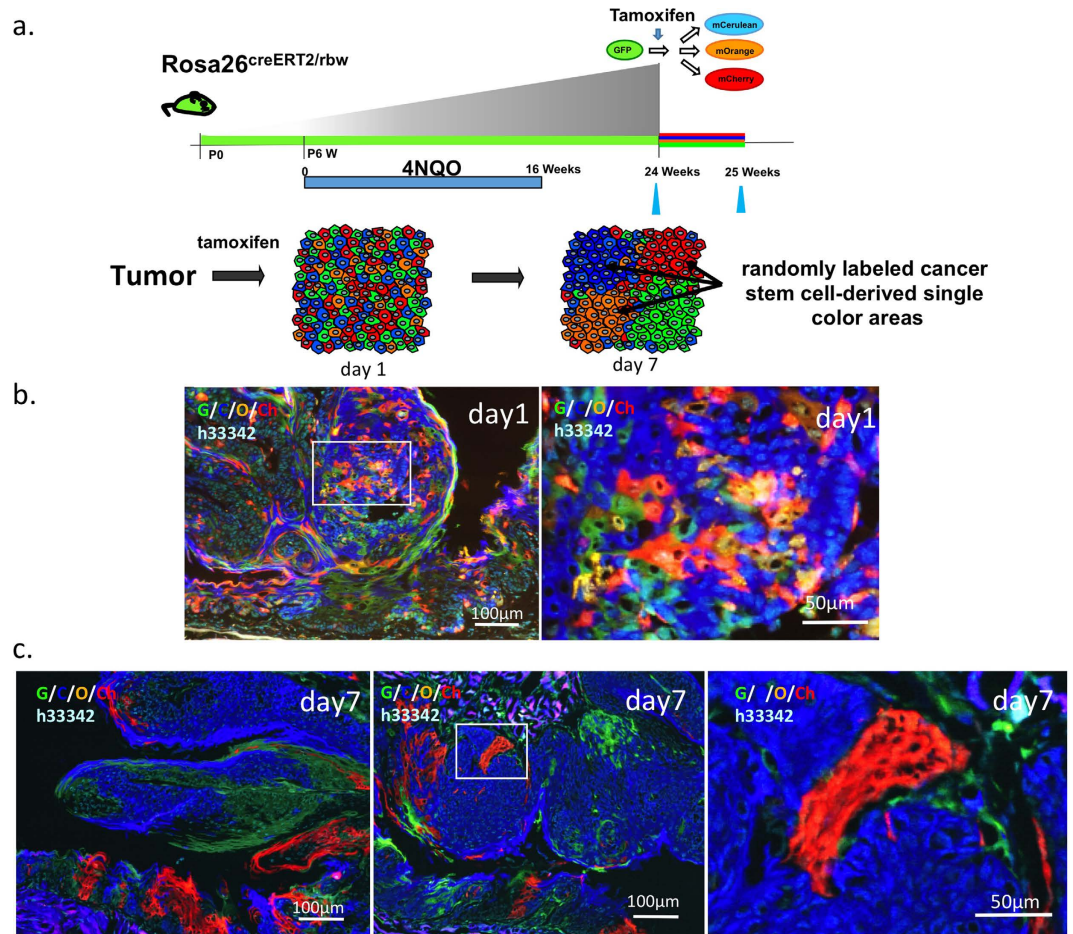 a.
Tamoxifen
mCerulean
GFP
mOrange
mCherry
Rosa26creERT2/rbw
P0
P6 W
0
4NQO
16 Weeks
24 Weeks
25 Weeks
tamoxifen
Tumor
randomly labeled cancer
stem cell-derived single
color areas
day 1
day 7
b.
G/C/O/Ch
h33342
day1
100μm
G/ /O/Ch
h33342
day1
50μm
c.
G/C/O/Ch
h33342
day7
100μm
G/C/O/Ch
h33342
day7
100μm
G/ /O/Ch
h33342
day7
50μm